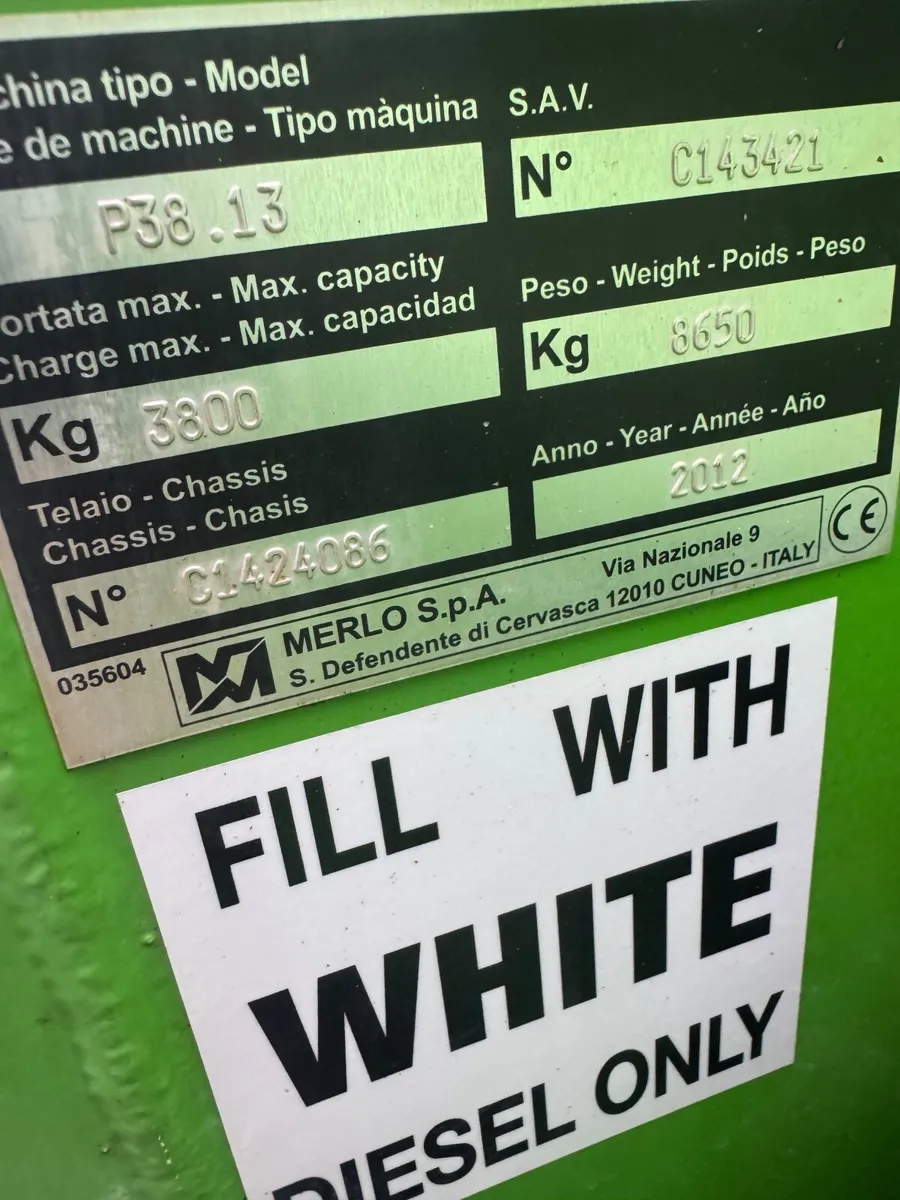 china tipo - Model
e de machine - Tipo màquina
P38.13
S.A.V.
N° C143421
ortata max. - Max. capacity
Charge max. - Max. capacidad
Kg 3800
Peso - Weight - Poids - Peso
Kg 8650
Telaio - Chassis
Chassis - Chasis
N° C1424086
Anno - Year - Année - Año
2012
035604
MERLO S.p.A.
Via Nazionale 9
S. Defendente di Cervasca 12010 CUNEO - ITALY
CE
FILL WITH
WHITE
DIESEL ONLY